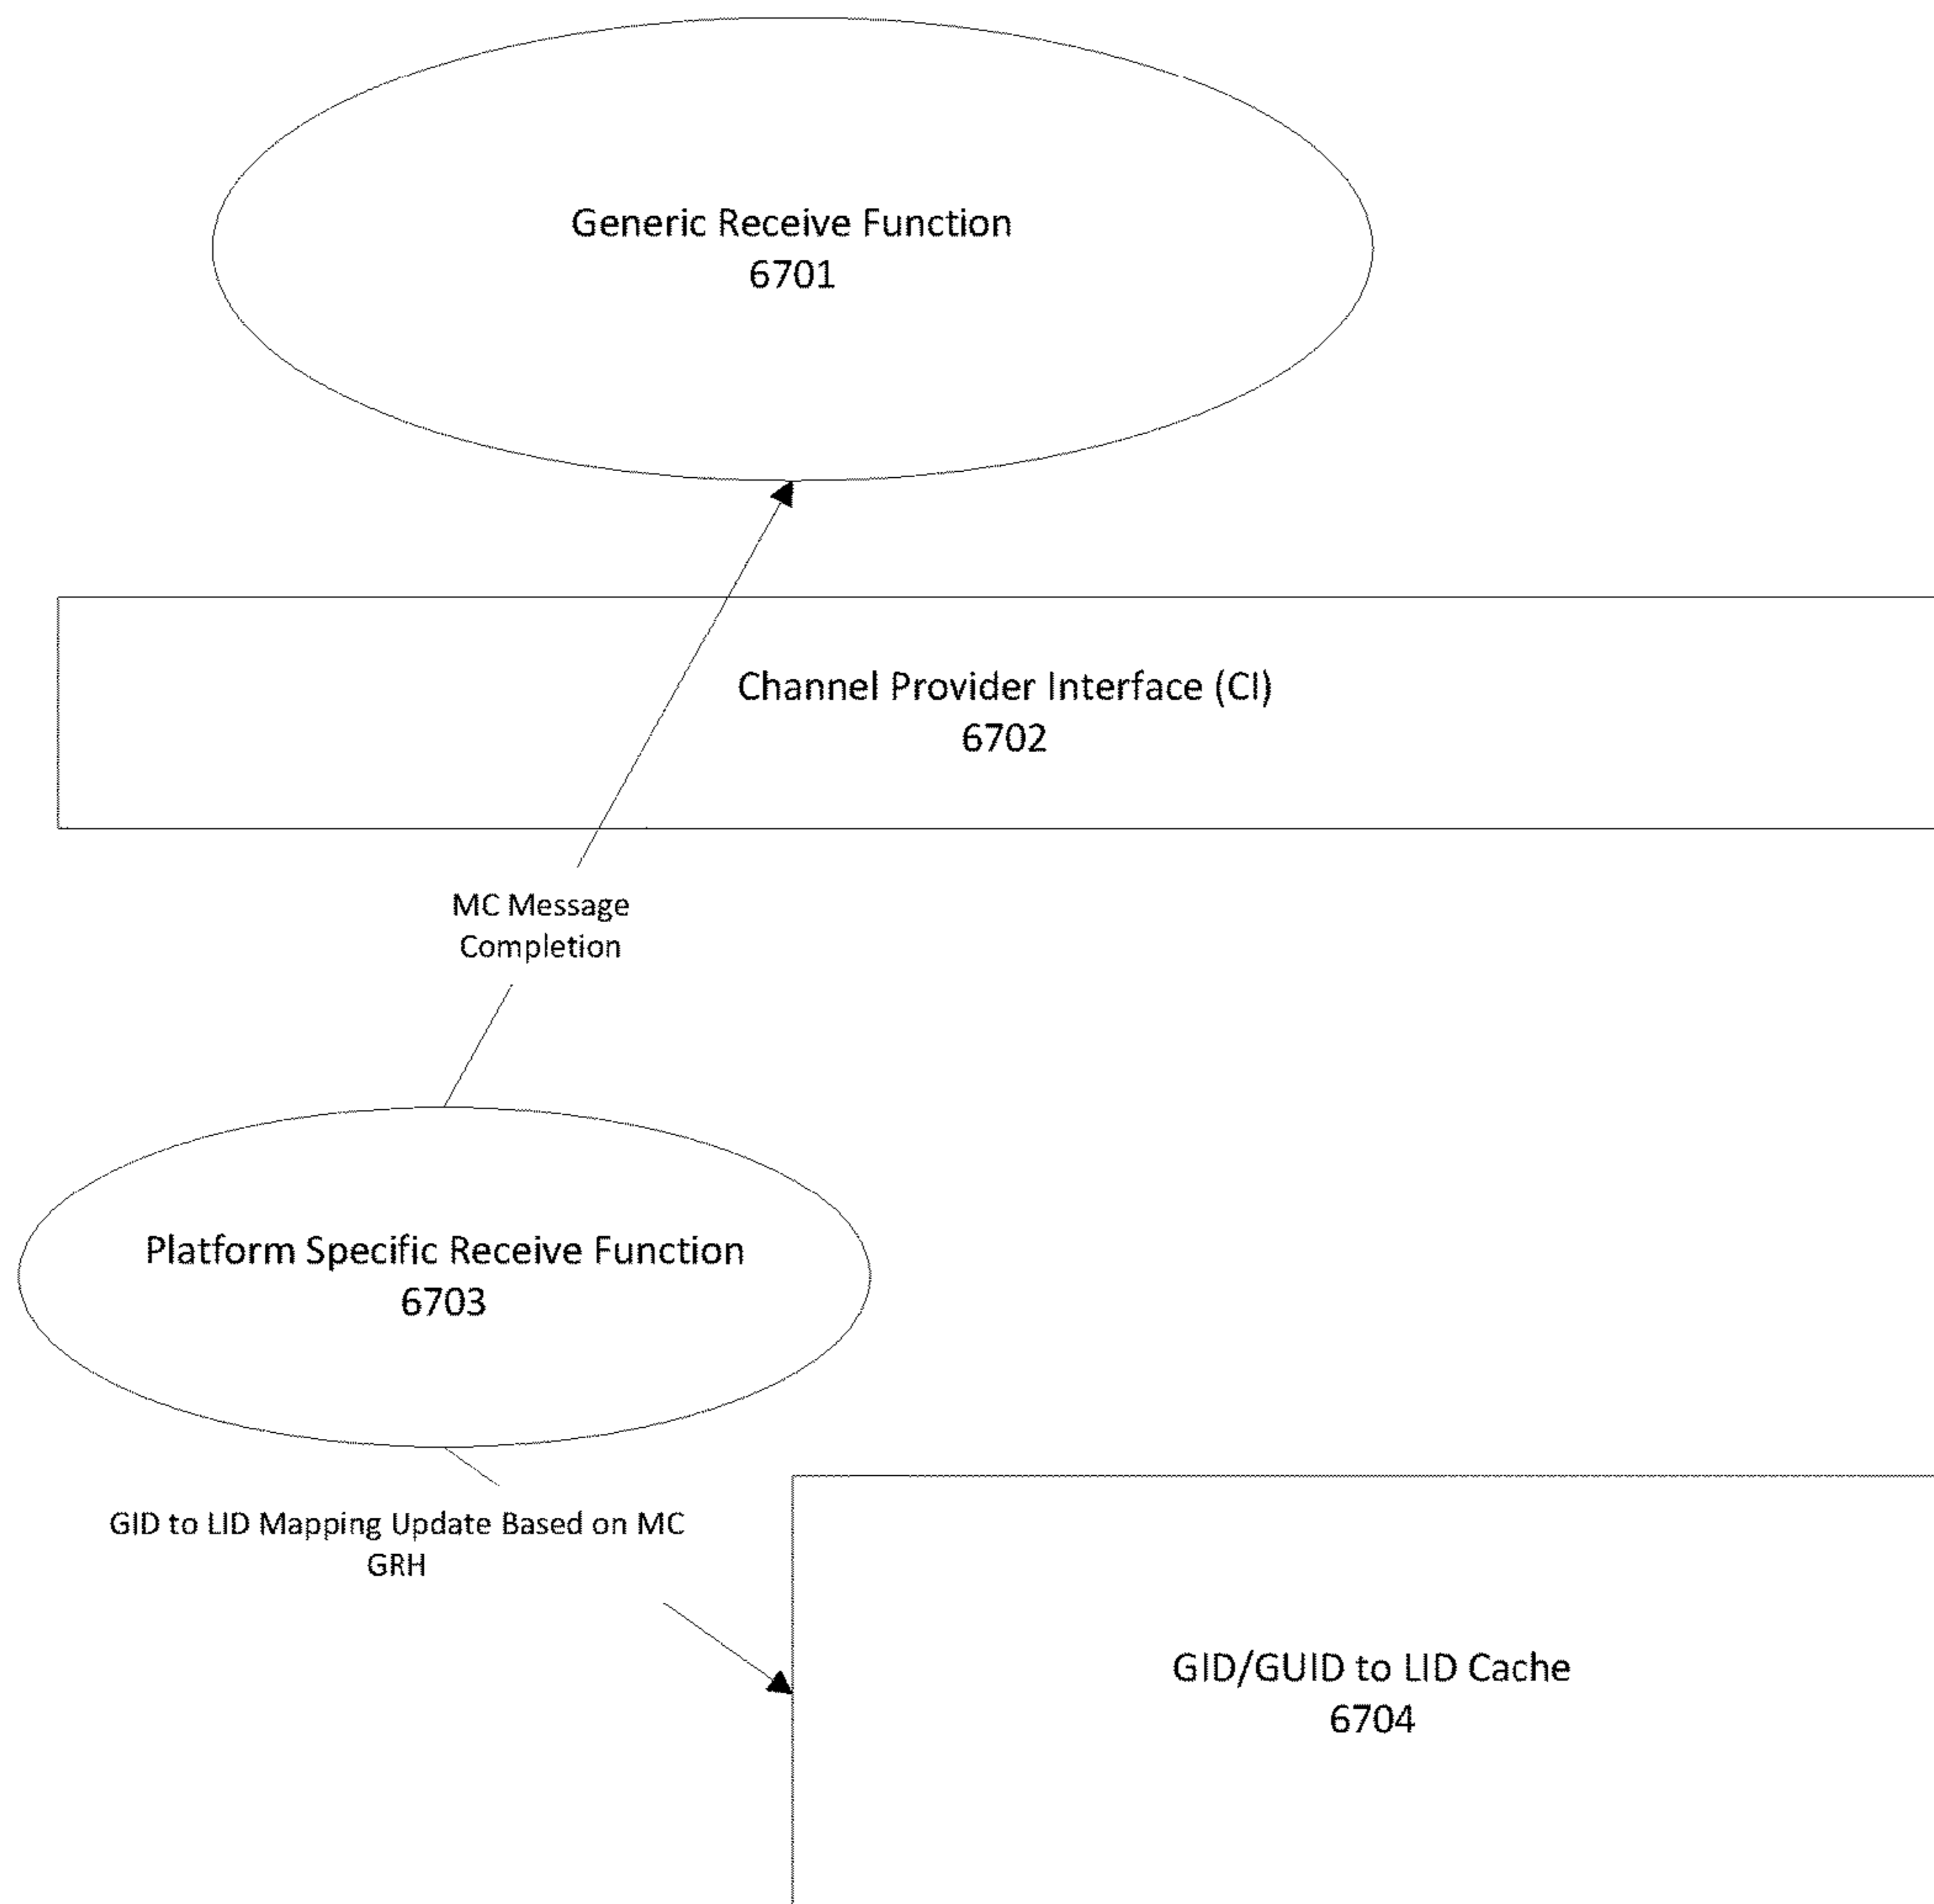 Generic Receive Function
6701
Channel Provider Interface (CI)
6702
MC Message
Completion
Platform Specific Receive Function
6703
GID to LID Mapping Update Based on MC
GRH
GID/GUID to LID Cache
6704